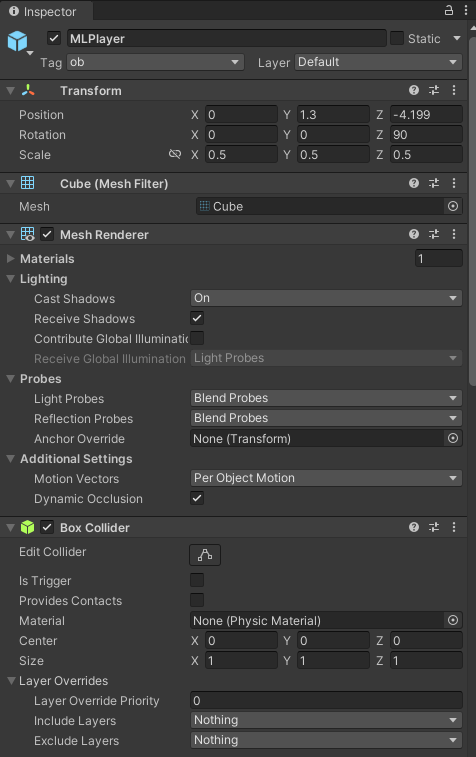 Inspector
MLPlayer Static
Tag ob Layer Default
Transform
Position X 0 Y 1.3 Z -4.199
Rotation X 0 Y 0 Z 90
Scale X 0.5 Y 0.5 Z 0.5
Cube (Mesh Filter)
Mesh Cube
Mesh Renderer
Materials 1
Lighting
Cast Shadows On
Receive Shadows
Contribute Global Illuminatic
Receive Global Illumination Light Probes
Probes
Light Probes Blend Probes
Reflection Probes Blend Probes
Anchor Override None (Transform)
Additional Settings
Motion Vectors Per Object Motion
Dynamic Occlusion
Box Collider
Edit Collider
Is Trigger
Provides Contacts
Material None (Physic Material)
Center X 0 Y 0 Z 0
Size X 1 Y 1 Z 1
Layer Overrides
Layer Override Priority 0
Include Layers Nothing
Exclude Layers Nothing